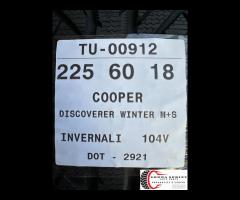 TU-00912
225 60 18
COOPER
DISCOVERER WINTER M+S
INVERNALI 104V
DOT - 2921